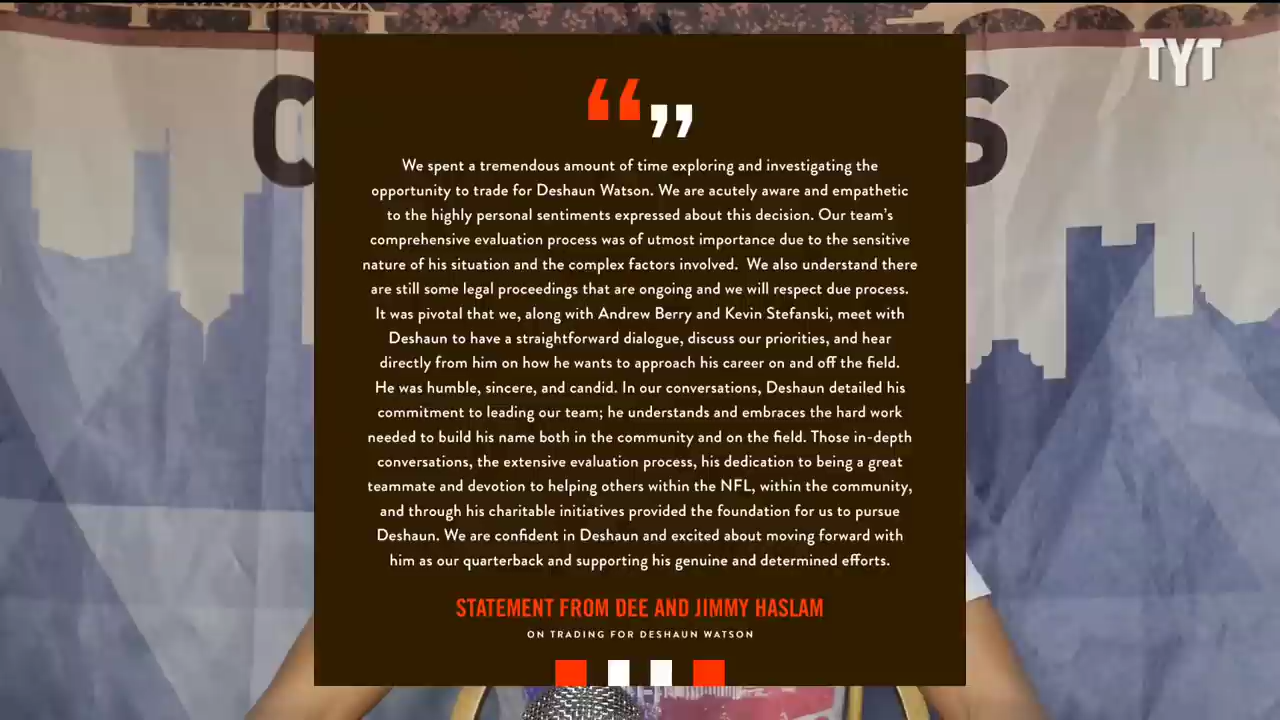 TYT
We spent a tremendous amount of time exploring and investigating the
opportunity to trade for Deshaun Watson. We are acutely aware and empathetic
to the highly personal sentiments expressed about this decision. Our team's
comprehensive evaluation process was of utmost importance due to the sensitive
nature of his situation and the complex factors involved.  We also understand there
are still some legal proceedings that are ongoing and we will respect due process.
It was pivotal that we, along with Andrew Berry and Kevin Stefanski, meet with
Deshaun to have a straightforward dialogue, discuss our priorities, and hear
directly from him on how he wants to approach his career on and off the field.
He was humble, sincere, and candid. In our conversations, Deshaun detailed his
commitment to leading our team; he understands and embraces the hard work
needed to build his name both in the community and on the field. Those in-depth
conversations, the extensive evaluation process, his dedication to being a great
teammate and devotion to helping others within the NFL, within the community,
and through his charitable initiatives provided the foundation for us to pursue
Deshaun. We are confident in Deshaun and excited about moving forward with
him as our quarterback and supporting his genuine and determined efforts.
STATEMENT FROM DEE AND JIMMY HASLAM
ON TRADING FOR DESHAUN WATSON